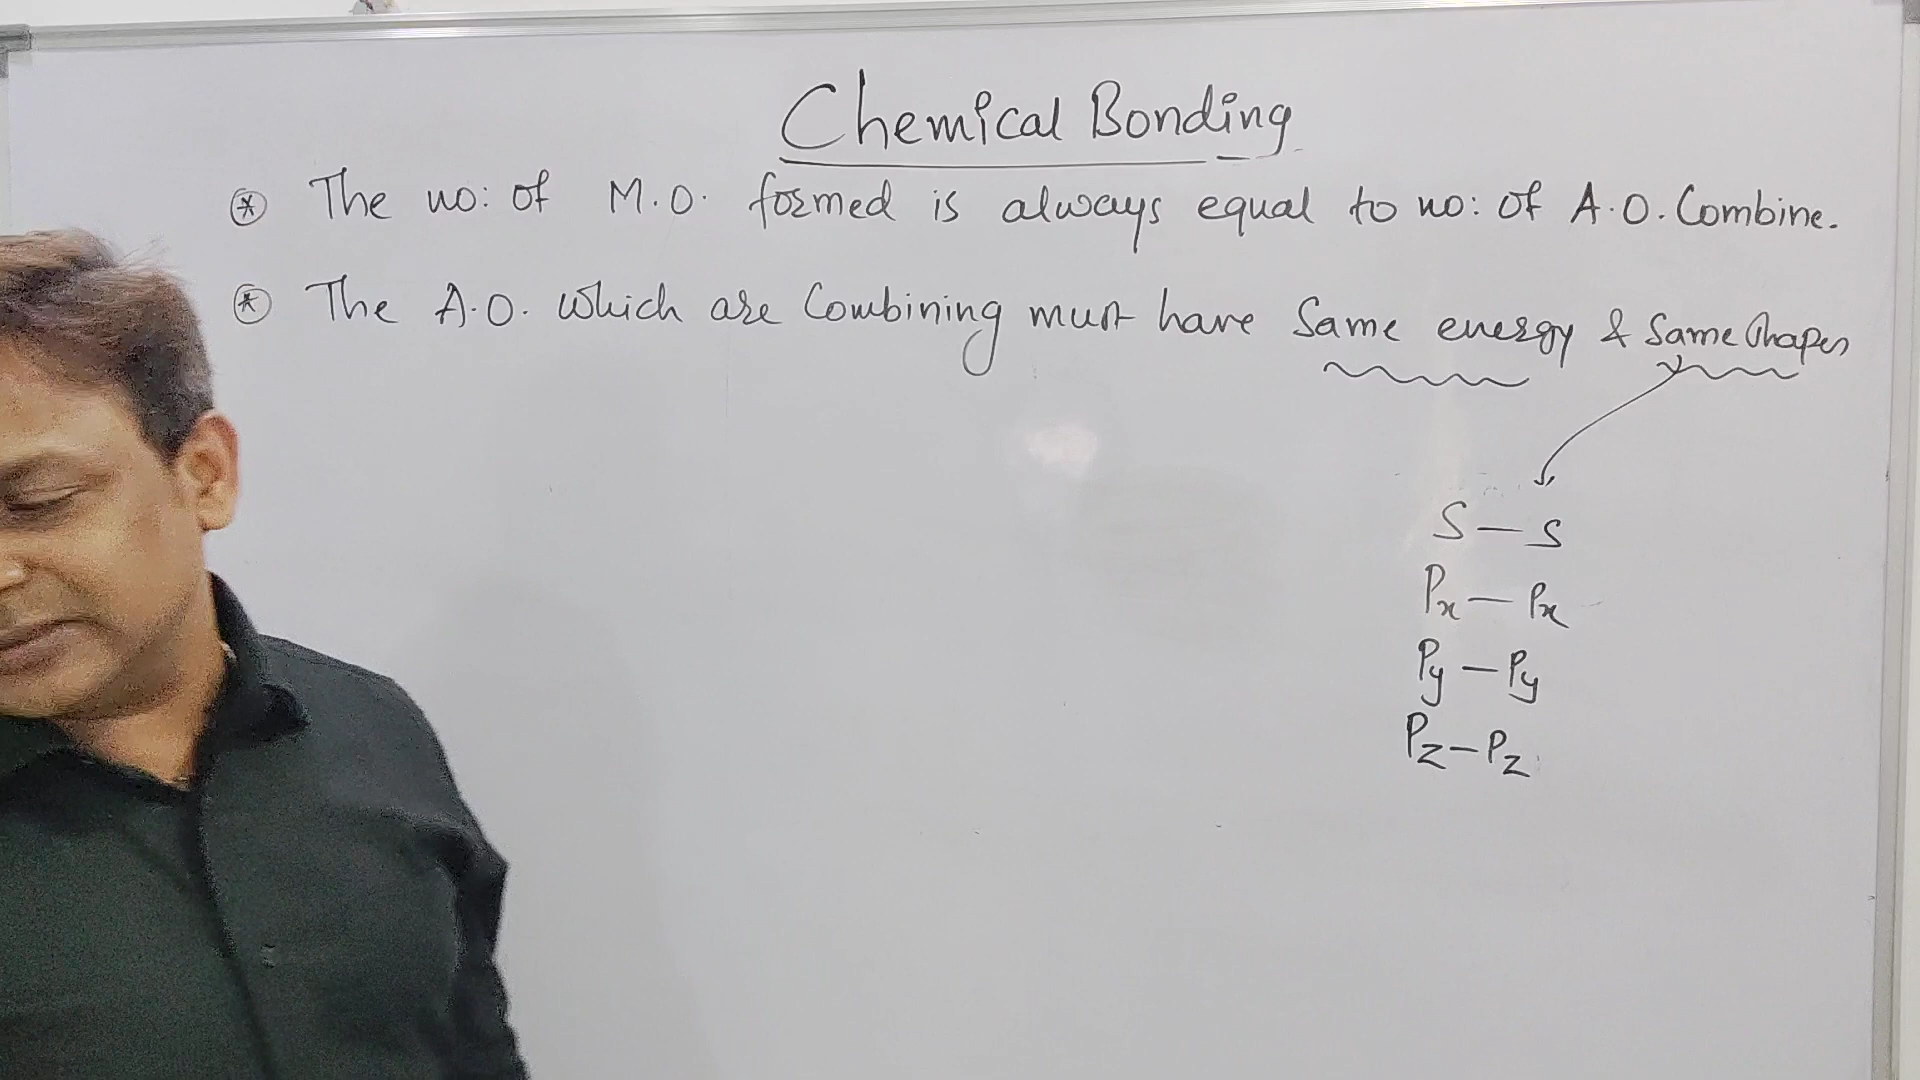 Chemical Bonding
* The no: of M.O. formed is always equal to no: of A.O. Combine.
* The A.O. which are Combining must have Same energy & Same Shapes
S — S
Px — Px
Py — Py
Pz — Pz